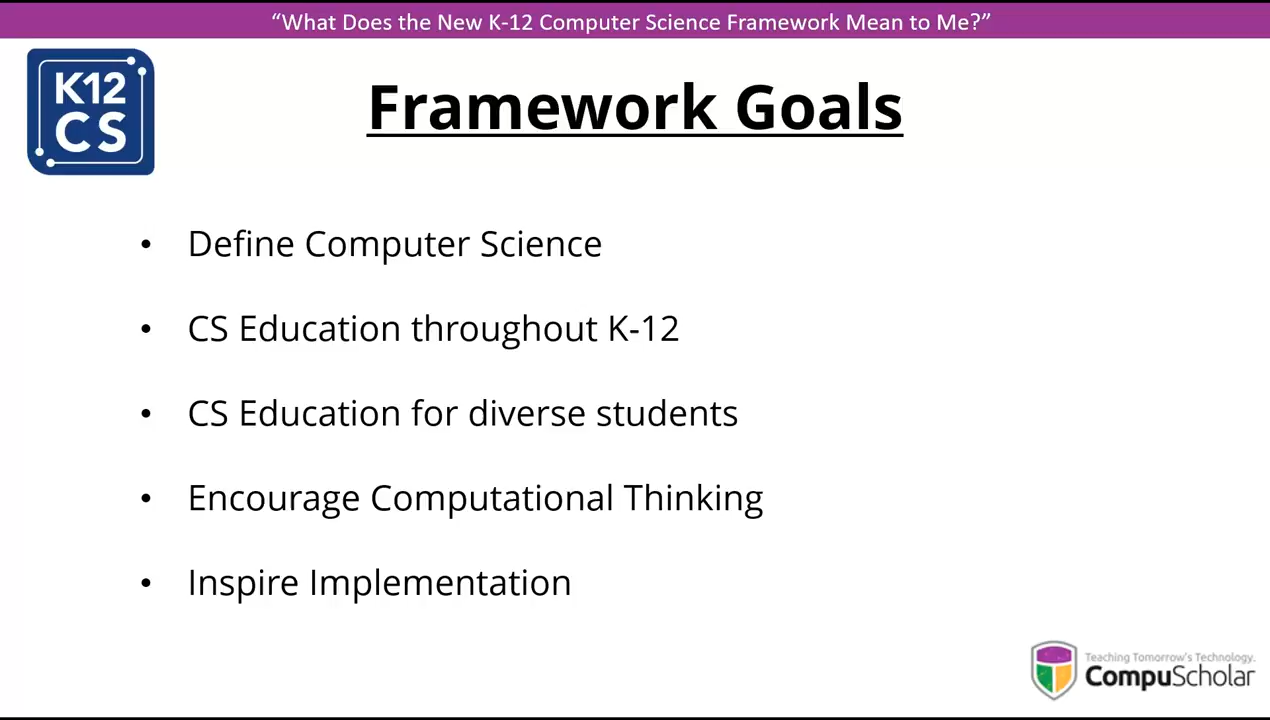 “What Does the New K-12 Computer Science Framework Mean to Me?”
K12
CS
Framework Goals
• Define Computer Science
• CS Education throughout K-12
• CS Education for diverse students
• Encourage Computational Thinking
• Inspire Implementation
Teaching Tomorrow's Technology.
CompuScholar